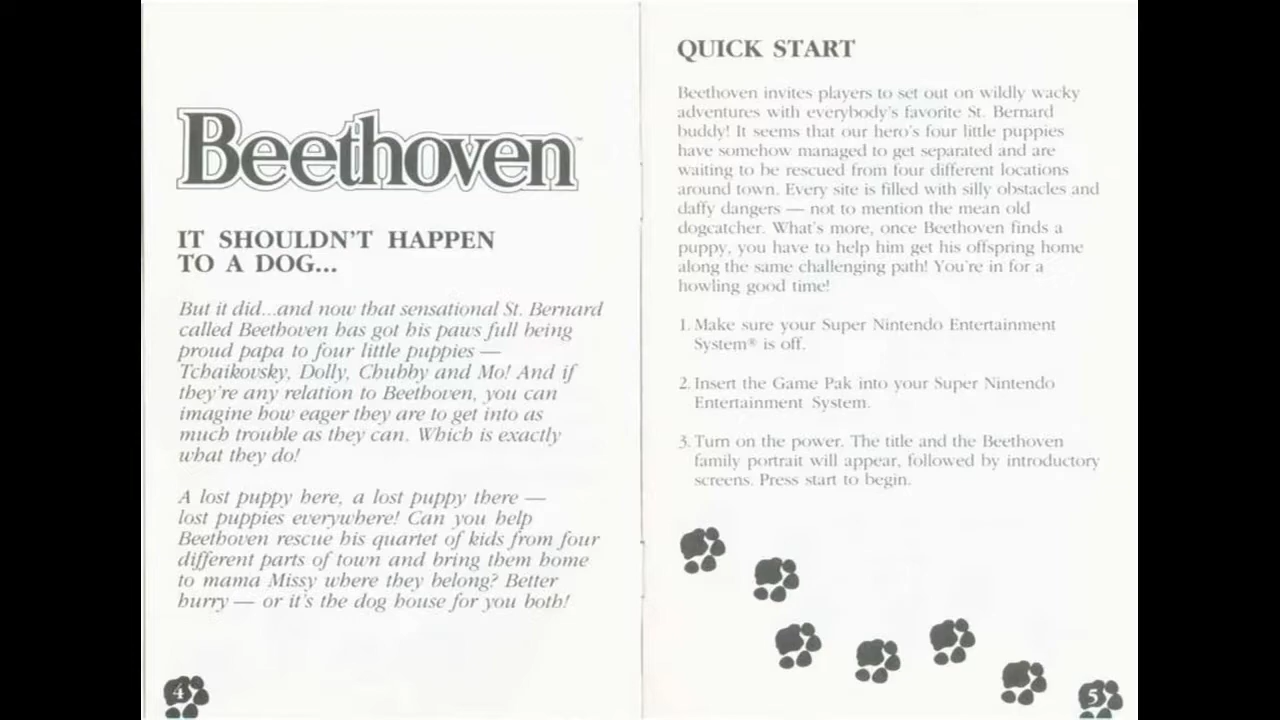 Beethoven™
IT SHOULDN'T HAPPEN
TO A DOG...
But it did...and now that sensational St. Bernard
called Beethoven has got his paws full being
proud papa to four little puppies —
Tchaikovsky, Dolly, Chubby and Mo! And if
they're any relation to Beethoven, you can
imagine how eager they are to get into as
much trouble as they can. Which is exactly
what they do!
A lost puppy here, a lost puppy there —
lost puppies everywhere! Can you help
Beethoven rescue his quartet of kids from four
different parts of town and bring them home
to mama Missy where they belong? Better
hurry — or it's the dog house for you both!
4
QUICK START
Beethoven invites players to set out on wildly wacky
adventures with everybody's favorite St. Bernard
buddy! It seems that our hero's four little puppies
have somehow managed to get separated and are
waiting to be rescued from four different locations
around town. Every site is filled with silly obstacles and
daffy dangers — not to mention the mean old
dogcatcher. What's more, once Beethoven finds a
puppy, you have to help him get his offspring home
along the same challenging path! You're in for a
howling good time!
1. Make sure your Super Nintendo Entertainment
System® is off.
2. Insert the Game Pak into your Super Nintendo
Entertainment System.
3. Turn on the power. The title and the Beethoven
family portrait will appear, followed by introductory
screens. Press start to begin.
5